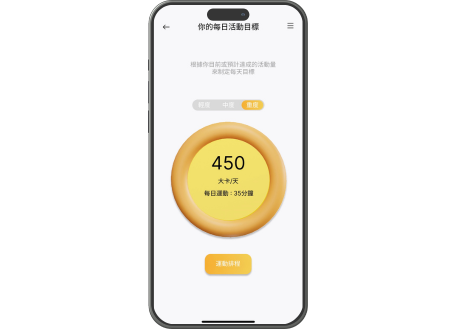 你的每日活動目標
根據你目前或預計達成的活動量
來制定每天目標
輕度 中度 重度
450
大卡/天
每日運動：35分鐘
運動排程